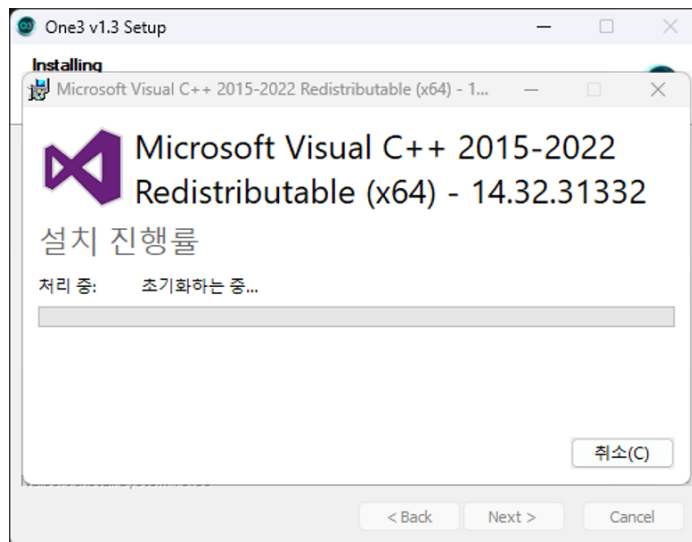 One3 v1.3 Setup
Installing
Microsoft Visual C++ 2015-2022 Redistributable (x64) - 1...
Microsoft Visual C++ 2015-2022
Redistributable (x64) - 14.32.31332
설치 진행률
처리 중: 초기화하는 중...
취소(C)
< Back Next > Cancel